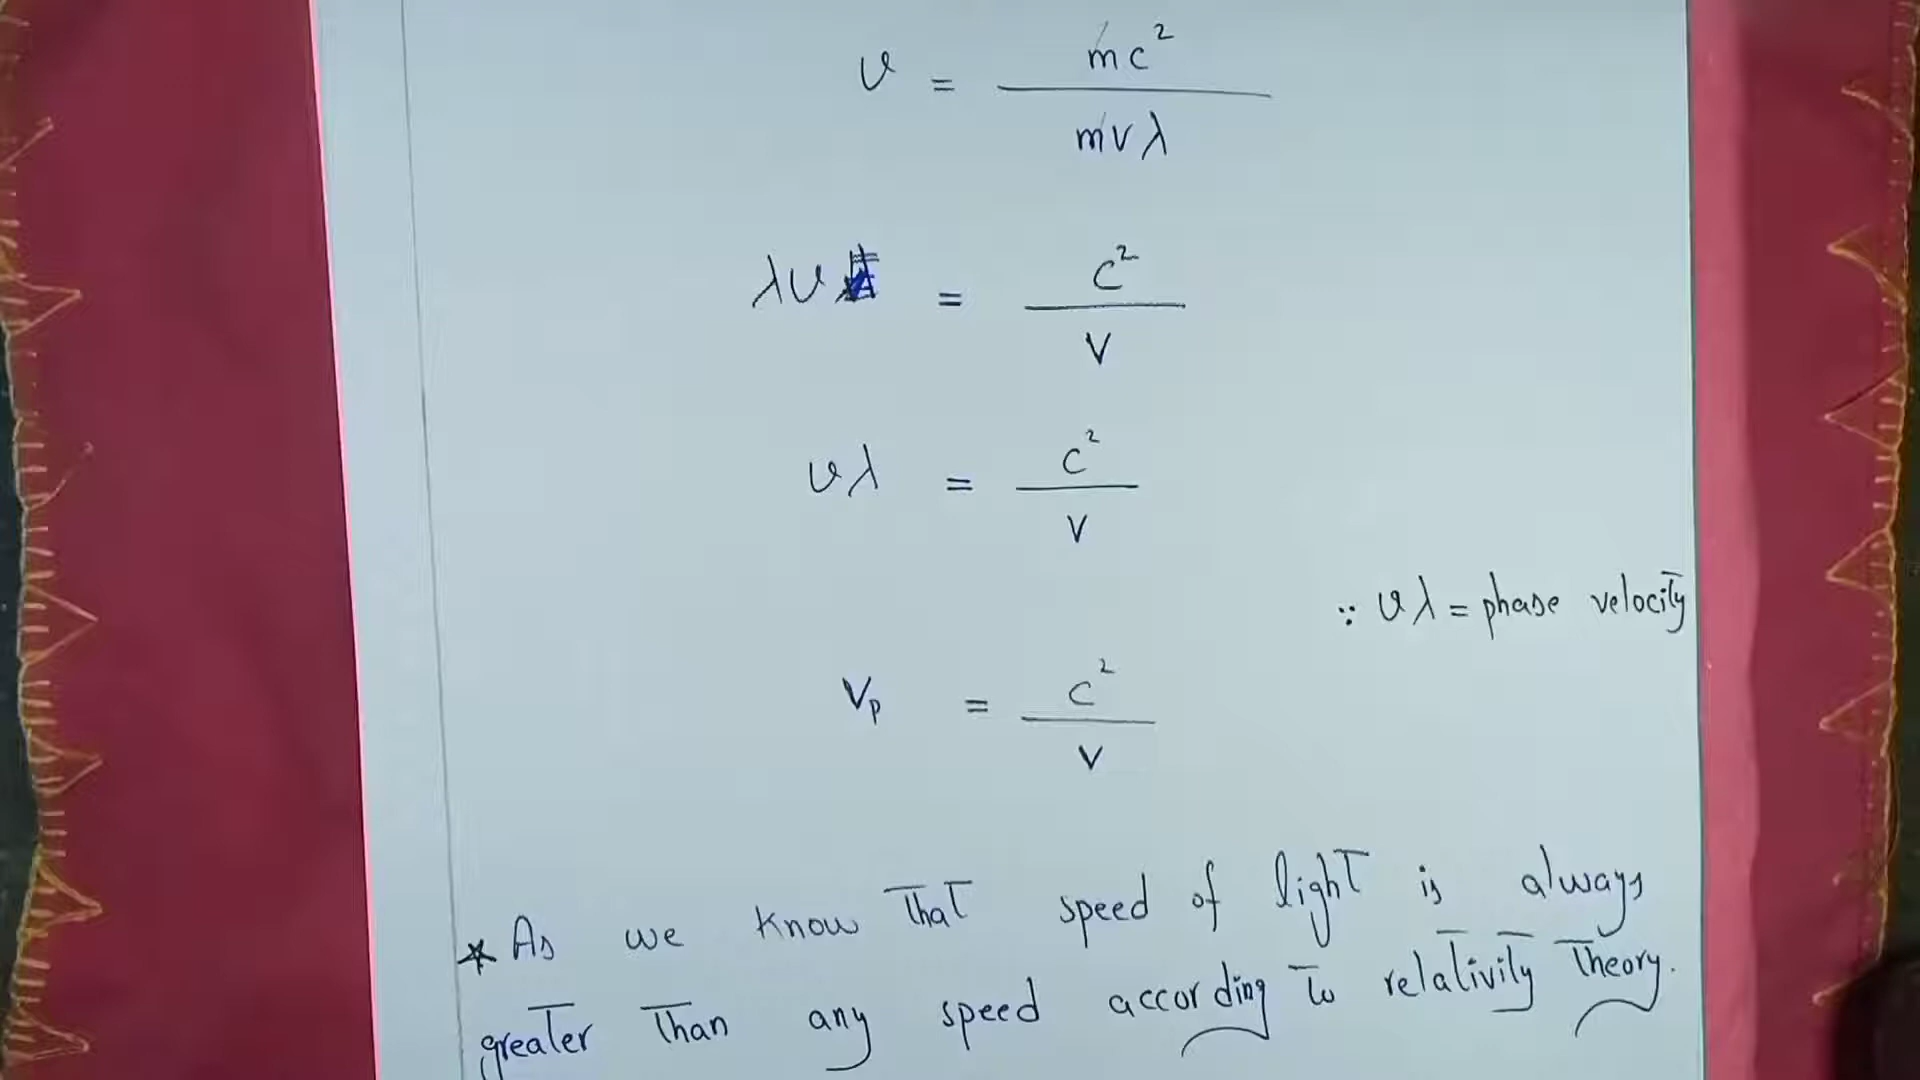 υ = mc² / mvλ
λυ = c² / v
υλ = c² / v
∵ υλ = phase velocity
Vp = c² / v
* As we know That speed of light is always
greater Than any speed according to relativity Theory.